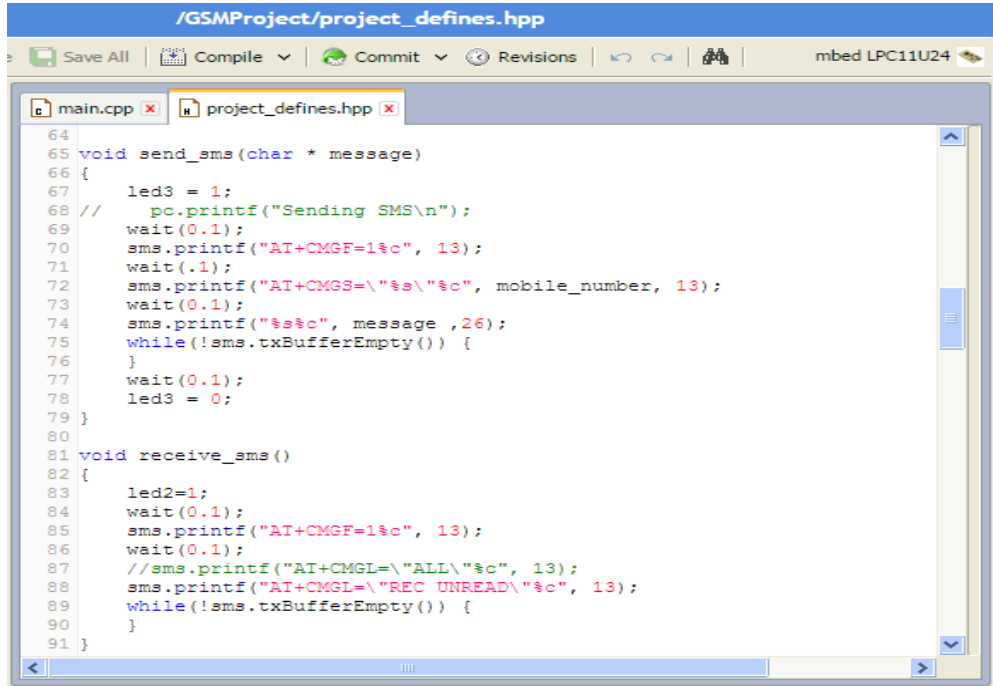 /GSMProject/project_defines.hpp
Save All Compile Commit Revisions mbed LPC11U24
main.cpp project_defines.hpp
64
65 void send_sms(char * message)
66 {
67     led3 = 1;
68 //    pc.printf("Sending SMS\n");
69     wait(0.1);
70     sms.printf("AT+CMGF=1%c", 13);
71     wait(.1);
72     sms.printf("AT+CMGS=\"%s\"%c", mobile_number, 13);
73     wait(0.1);
74     sms.printf("%s%c", message ,26);
75     while(!sms.txBufferEmpty()) {
76     }
77     wait(0.1);
78     led3 = 0;
79 }
80
81 void receive_sms()
82 {
83     led2=1;
84     wait(0.1);
85     sms.printf("AT+CMGF=1%c", 13);
86     wait(0.1);
87     //sms.printf("AT+CMGL=\"ALL\"%c", 13);
88     sms.printf("AT+CMGL=\"REC UNREAD\"%c", 13);
89     while(!sms.txBufferEmpty()) {
90     }
91 }